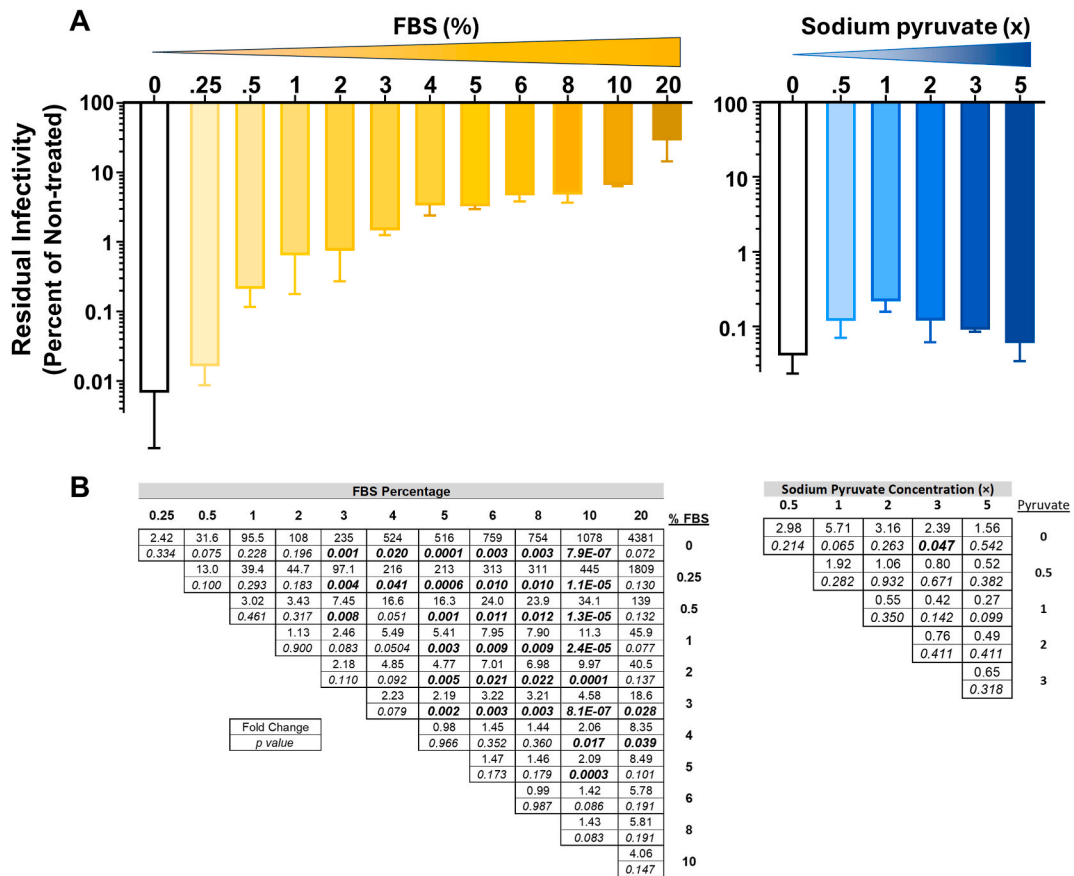 A
FBS (%)
Sodium pyruvate (x)
0 .25 .5 1 2 3 4 5 6 8 10 20
0 .5 1 2 3 5
Residual Infectivity
(Percent of Non-treated)
100
10
1
0.1
0.01
100
10
1
0.1
B
FBS Percentage
0.25 0.5 1 2 3 4 5 6 8 10 20 % FBS
2.42 31.6 95.5 108 235 524 516 759 754 1078 4381 0
0.334 0.075 0.228 0.196 0.001 0.020 0.0001 0.003 0.003 7.9E-07 0.072
13.0 39.4 44.7 97.1 216 213 313 311 445 1809 0.25
0.100 0.293 0.183 0.004 0.041 0.0006 0.010 0.010 1.1E-05 0.130
3.02 3.43 7.45 16.6 16.3 24.0 23.9 34.1 139 0.5
0.461 0.317 0.008 0.051 0.001 0.011 0.012 1.3E-05 0.132
1.13 2.46 5.49 5.41 7.95 7.90 11.3 45.9 1
0.900 0.083 0.0504 0.003 0.009 0.009 2.4E-05 0.077
2.18 4.85 4.77 7.01 6.98 9.97 40.5 2
0.110 0.092 0.005 0.021 0.022 0.0001 0.137
2.23 2.19 3.22 3.21 4.58 18.6 3
0.079 0.002 0.003 0.003 8.1E-07 0.028
Fold Change
p value
0.98 1.45 1.44 2.06 8.35 4
0.966 0.352 0.360 0.017 0.039
1.47 1.46 2.09 8.49 5
0.173 0.179 0.0003 0.101
0.99 1.42 5.78 6
0.987 0.086 0.191
1.43 5.81 8
0.083 0.191
4.06 10
0.147
Sodium Pyruvate Concentration (×)
0.5 1 2 3 5 Pyruvate
2.98 5.71 3.16 2.39 1.56 0
0.214 0.065 0.263 0.047 0.542
1.92 1.06 0.80 0.52 0.5
0.282 0.932 0.671 0.382
0.55 0.42 0.27 1
0.350 0.142 0.099
0.76 0.49 2
0.411 0.411
0.65 3
0.318